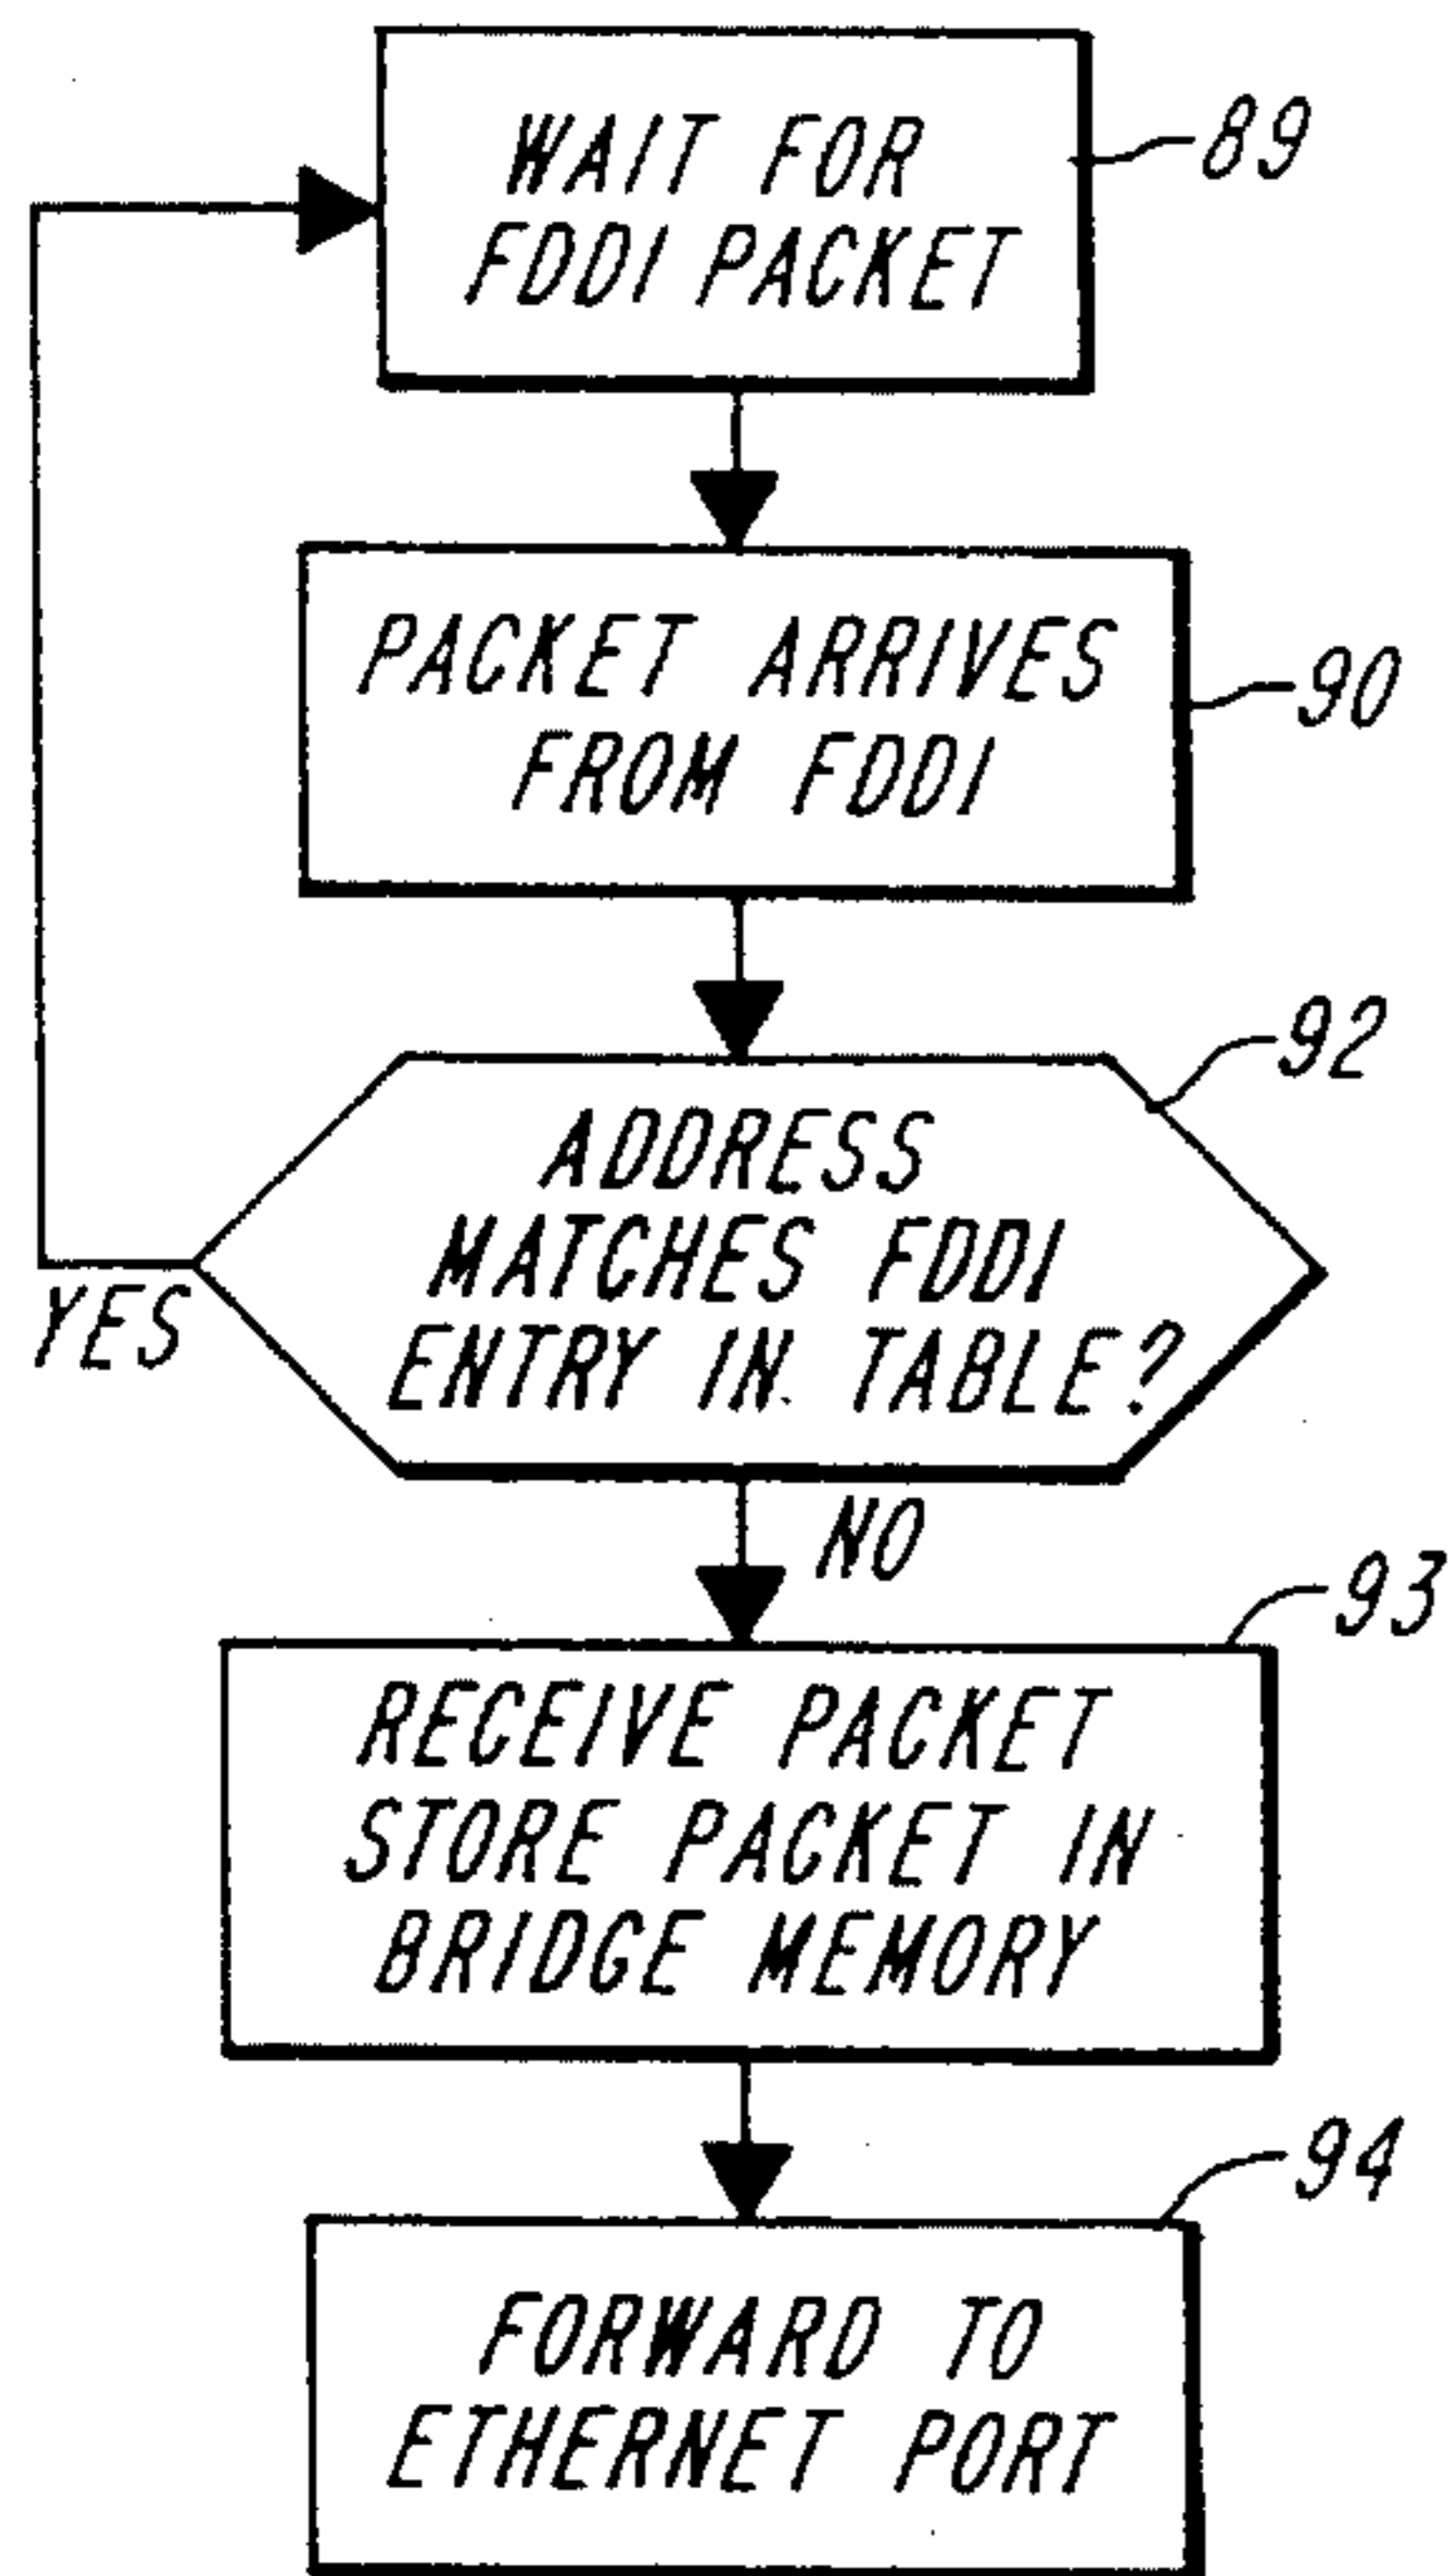 WAIT FOR
FDDI PACKET
89
PACKET ARRIVES
FROM FDDI
90
92
ADDRESS
MATCHES FDDI
ENTRY IN TABLE?
YES
NO
93
RECEIVE PACKET
STORE PACKET IN
BRIDGE MEMORY
94
FORWARD TO
ETHERNET PORT